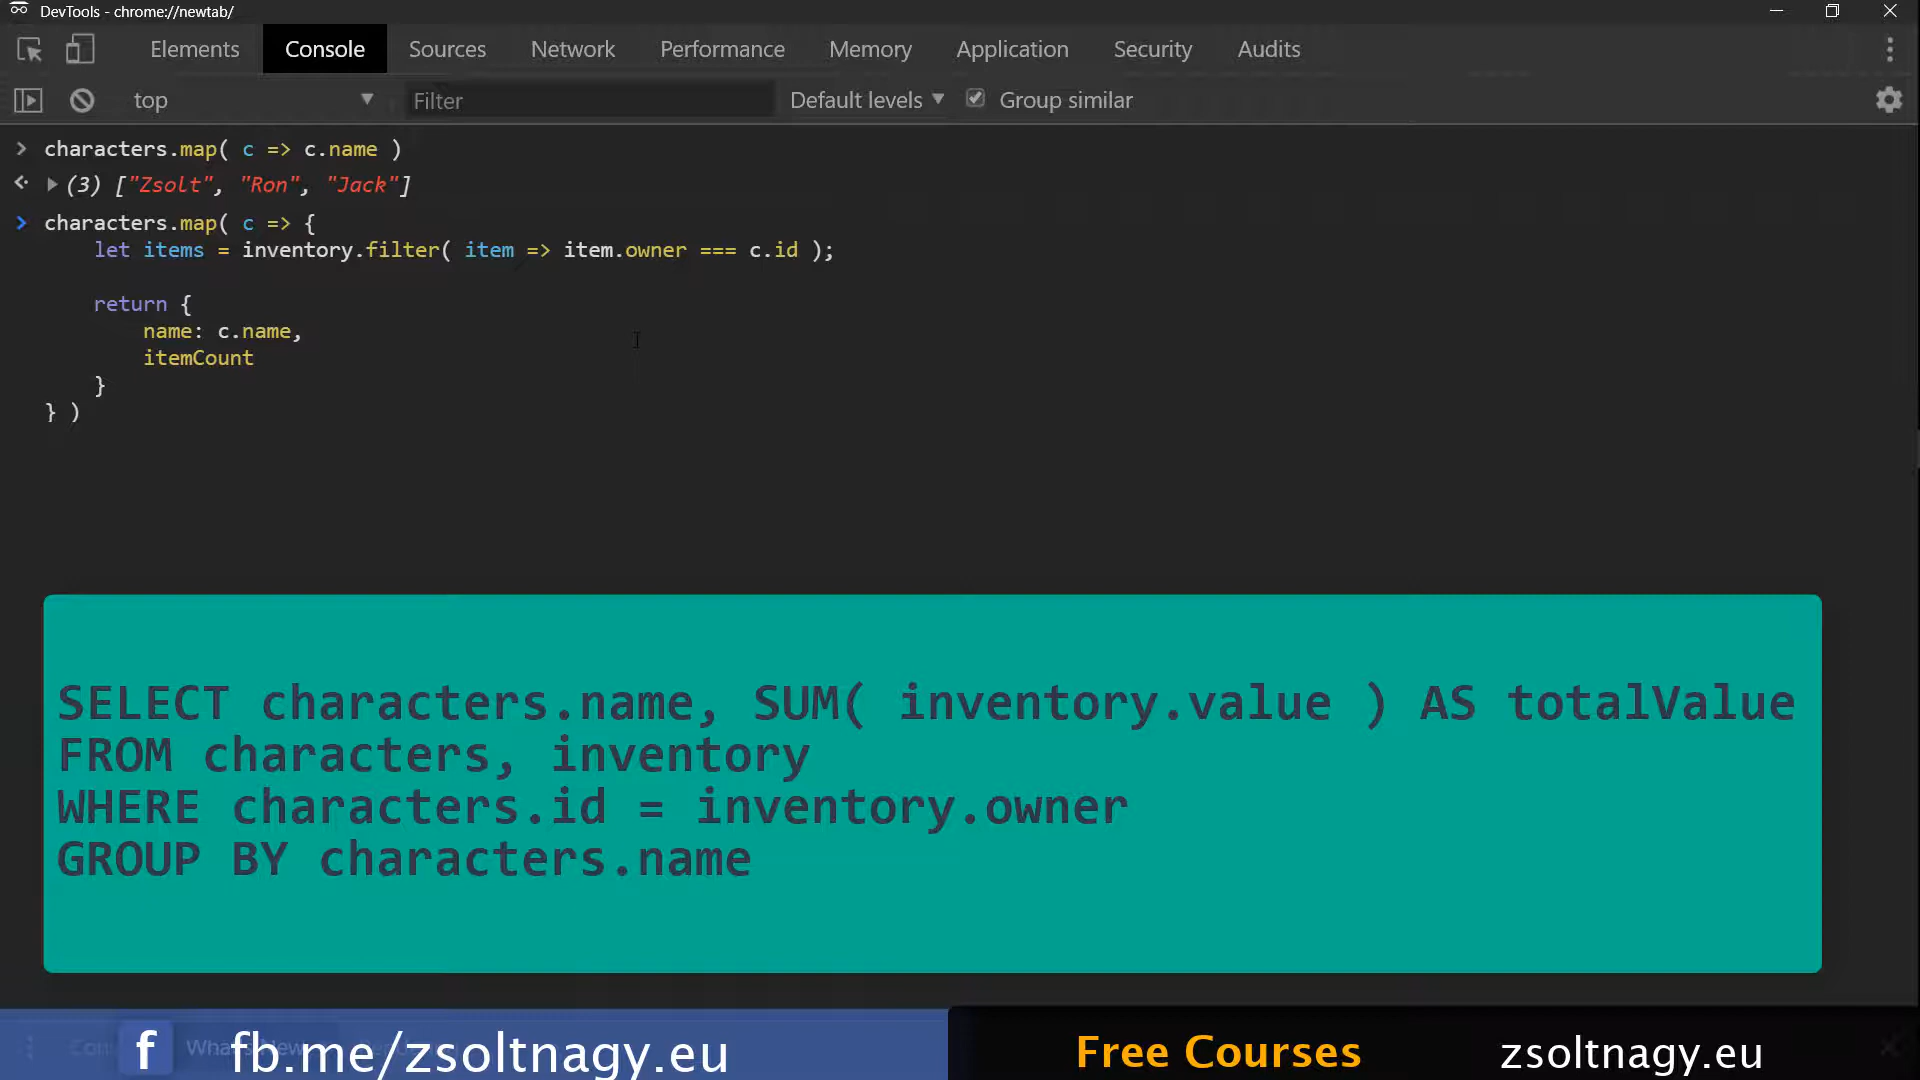 DevTools - chrome://newtab/
Elements Console Sources Network Performance Memory Application Security Audits
top Filter Default levels Group similar
characters.map( c => c.name )
(3) ["Zsolt", "Ron", "Jack"]
characters.map( c => {
let items = inventory.filter( item => item.owner === c.id );
return {
name: c.name,
itemCount
}
} )
SELECT characters.name, SUM( inventory.value ) AS totalValue
FROM characters, inventory
WHERE characters.id = inventory.owner
GROUP BY characters.name
f fb.me/zsoltnagy.eu Free Courses zsoltnagy.eu